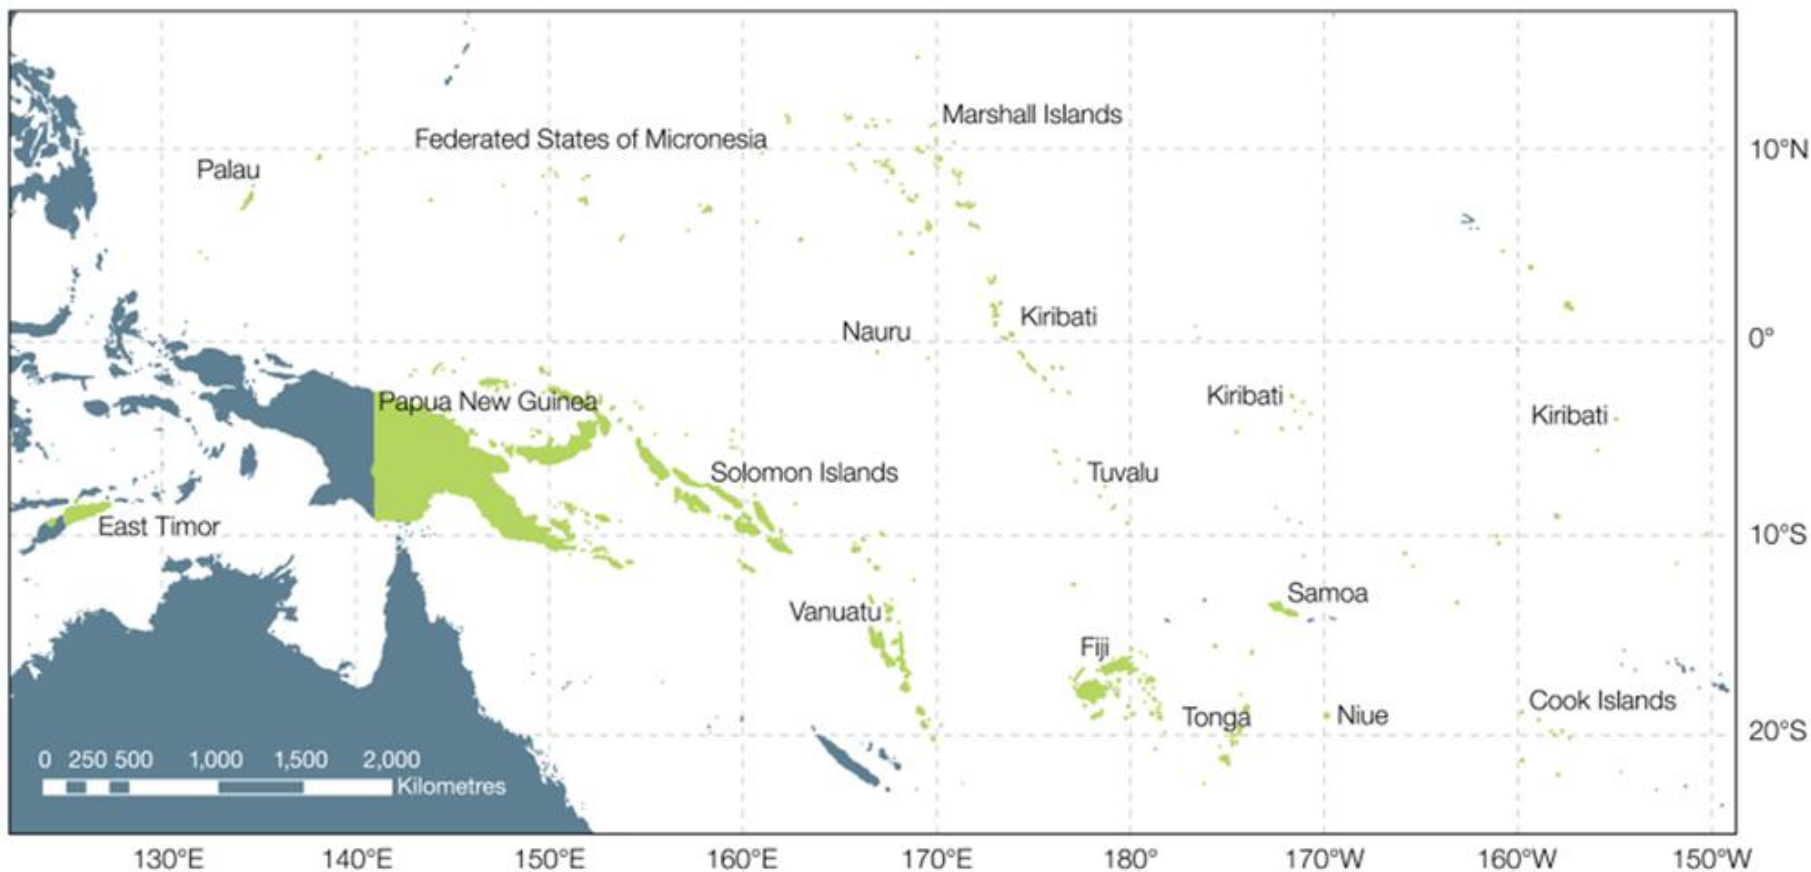 Marshall Islands
Federated States of Micronesia
10°N
Palau
Kiribati
Nauru
0°
Kiribati
Papua New Guinea
Kiribati
Solomon Islands
Tuvalu
East Timor
10°S
Samoa
Vanuatu
Fiji
Cook Islands
Tonga
Niue
20°S
0 250 500 1,000 1,500 2,000
Kilometres
130°E 140°E 150°E 160°E 170°E 180° 170°W 160°W 150°W